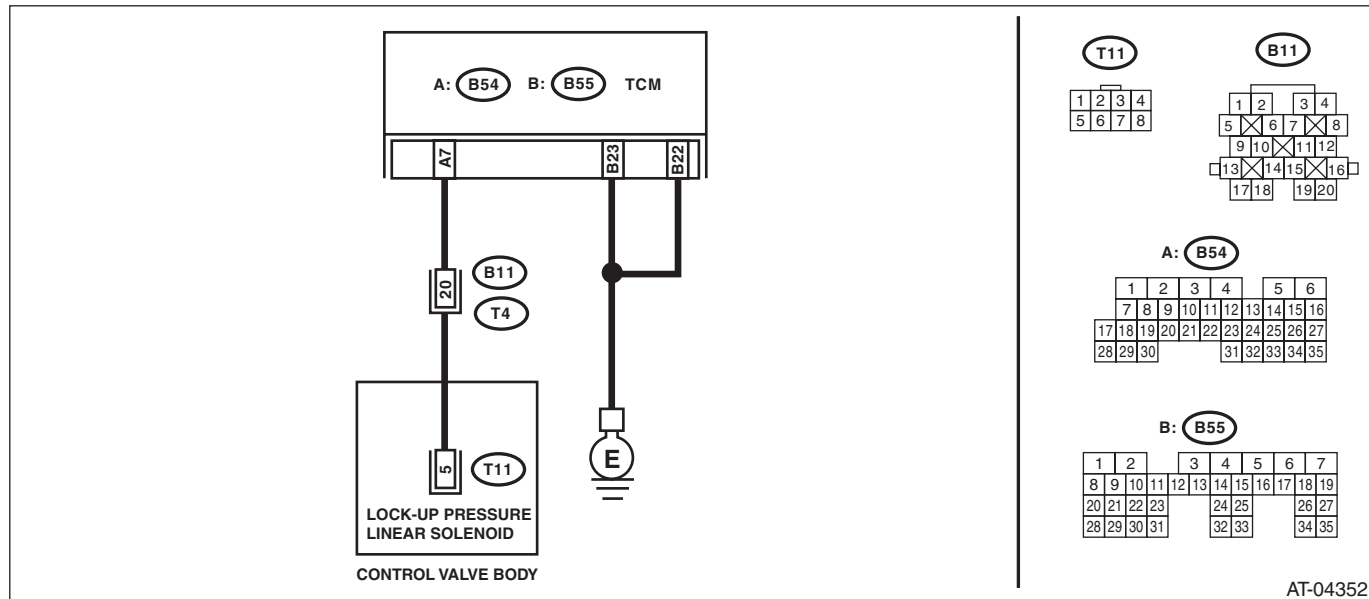 A: B54 B: B55 TCM
A7
B23
B22
20
B11
T4
5
T11
LOCK-UP PRESSURE
LINEAR SOLENOID
CONTROL VALVE BODY
E
T11
1 2 3 4
5 6 7 8
B11
1 2 3 4
5 6 7 8
9 10 11 12
13 14 15 16
17 18 19 20
A: B54
1 2 3 4 5 6
7 8 9 10 11 12 13 14 15 16
17 18 19 20 21 22 23 24 25 26 27
28 29 30 31 32 33 34 35
B: B55
1 2 3 4 5 6 7
8 9 10 11 12 13 14 15 16 17 18 19
20 21 22 23 24 25 26 27
28 29 30 31 32 33 34 35
AT-04352